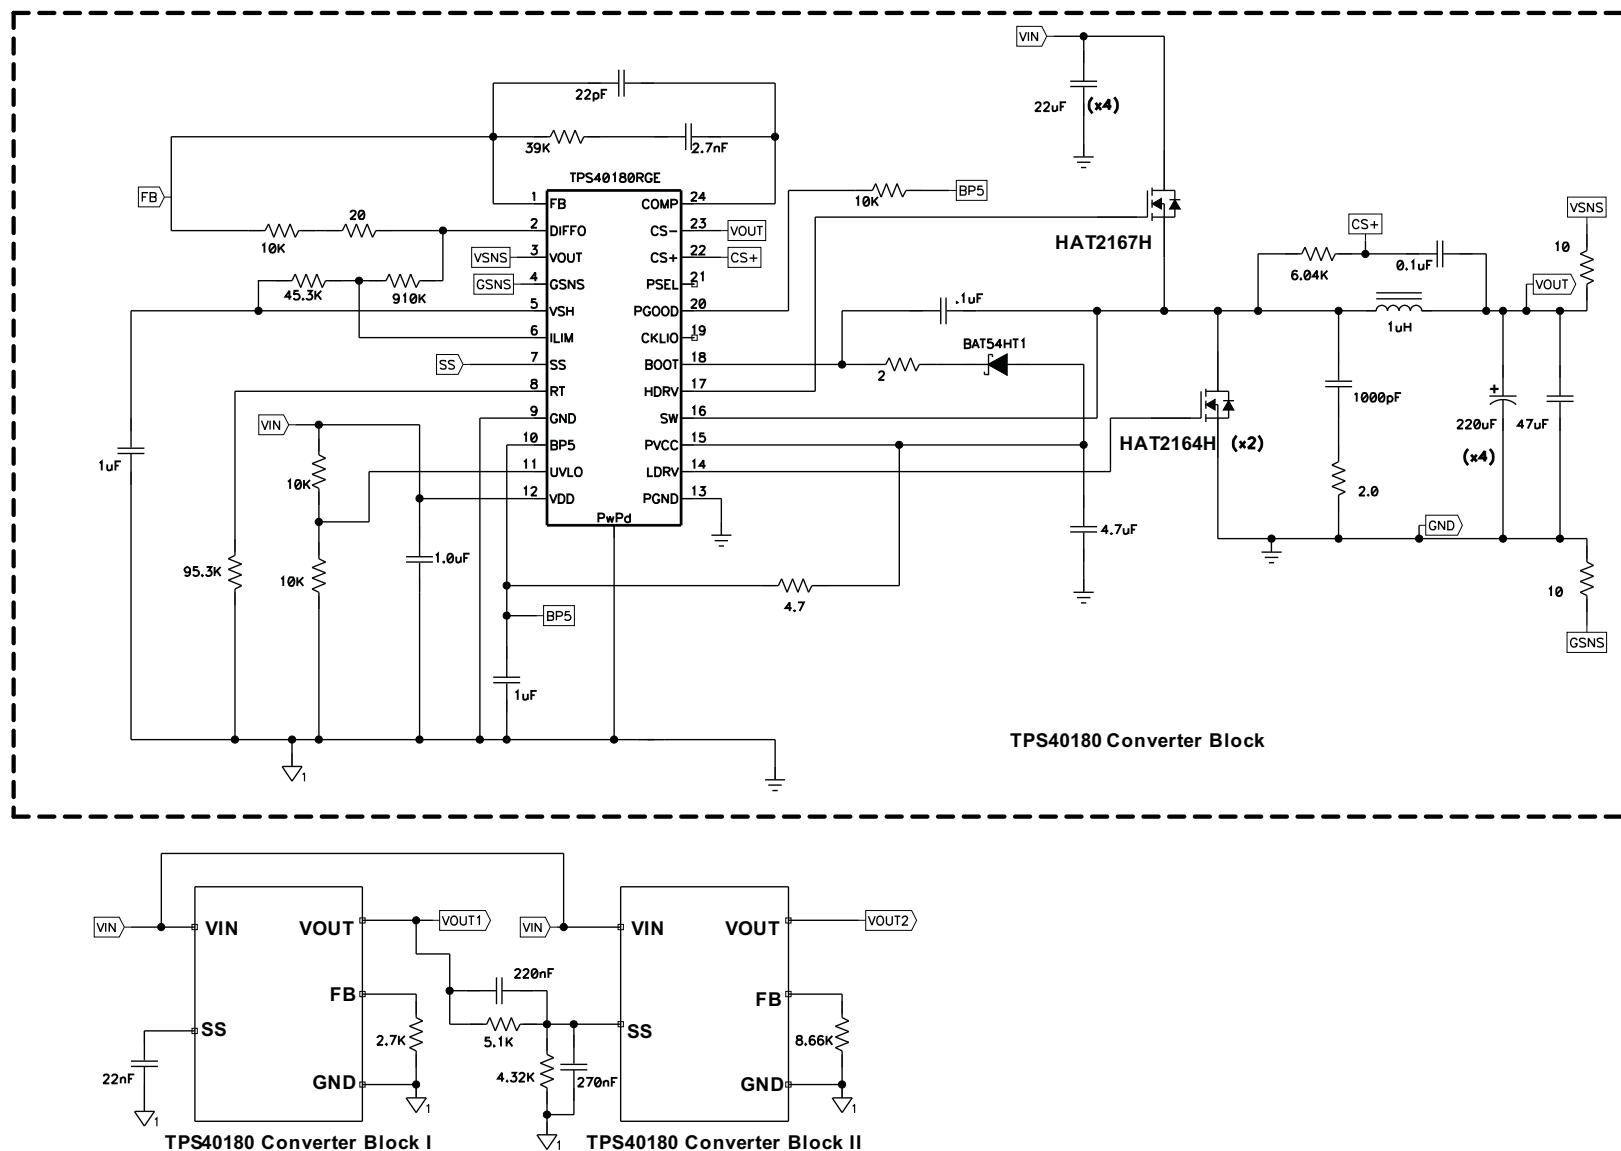 VIN
22uF (x4)
22pF
39K
2.7nF
TPS40180RGE
FB
1 FB
2 DIFFO
3 VOUT
4 GSNS
5 VSH
6 ILIM
7 SS
8 RT
9 GND
10 BP5
11 UVLO
12 VDD
COMP 24
CS- 23
CS+ 22
PSEL 21
PGOOD 20
CKLIO 19
BOOT 18
HDRV 17
SW 16
PVCC 15
LDRV 14
PGND 13
PwPd
10K
20
VSNS
GSNS
45.3K
910K
SS
VIN
1uF
10K
10K
95.3K
1.0uF
BP5
1uF
4.7
VOUT
CS+
10K
BP5
HAT2167H
.1uF
BAT54HT1
2
HAT2164H (x2)
4.7uF
CS+
6.04K
0.1uF
VSNS
10
VOUT
1uH
1000pF
2.0
+
220uF
(x4)
47uF
GND
10
GSNS
1
TPS40180 Converter Block
VIN
VIN
VOUT
VOUT1
FB
2.7K
SS
22nF
GND
1
1
TPS40180 Converter Block I
220nF
5.1K
4.32K
270nF
1
VIN
VIN
VOUT
VOUT2
FB
8.66K
SS
GND
1
TPS40180 Converter Block II